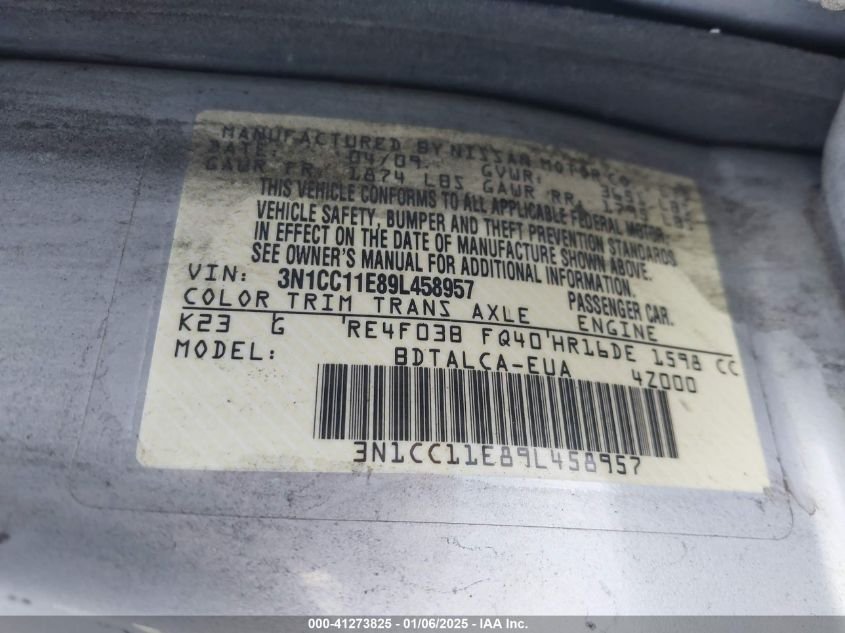 MANUFACTURED BY NISSAN MOTOR CO.
DATE: 04/09 GVWR: 3451 LBS
GAWR FR. 1874 LBS GAWR RR. LBS
THIS VEHICLE CONFORMS TO ALL APPLICABLE FEDERAL MOTOR
VEHICLE SAFETY, BUMPER AND THEFT PREVENTION STANDARDS
IN EFFECT ON THE DATE OF MANUFACTURE SHOWN ABOVE.
SEE OWNER'S MANUAL FOR ADDITIONAL INFORMATION.
VIN: 3N1CC11E89L458957 PASSENGER CAR.
COLOR TRIM TRANS AXLE ENGINE
K23 G RE4F03B FQ40 HR16DE 1598 CC
MODEL: BDTALCA-EUA 4Z000
3N1CC11E89L458957
000-41273825 | 01/06/2025 - IAA Inc.